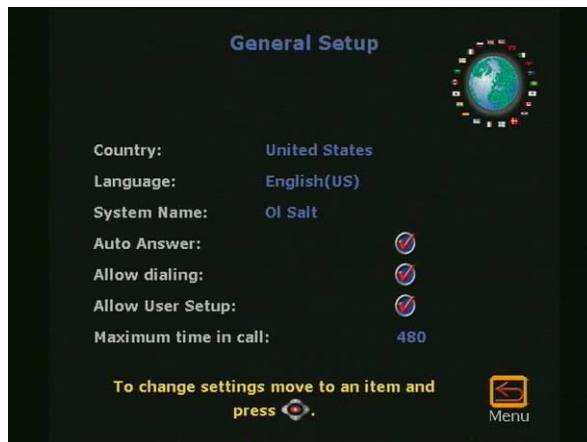 General Setup
Country: United States
Language: English(US)
System Name: Ol Salt
Auto Answer:
Allow dialing:
Allow User Setup:
Maximum time in call: 480
To change settings move to an item and
press .
Menu